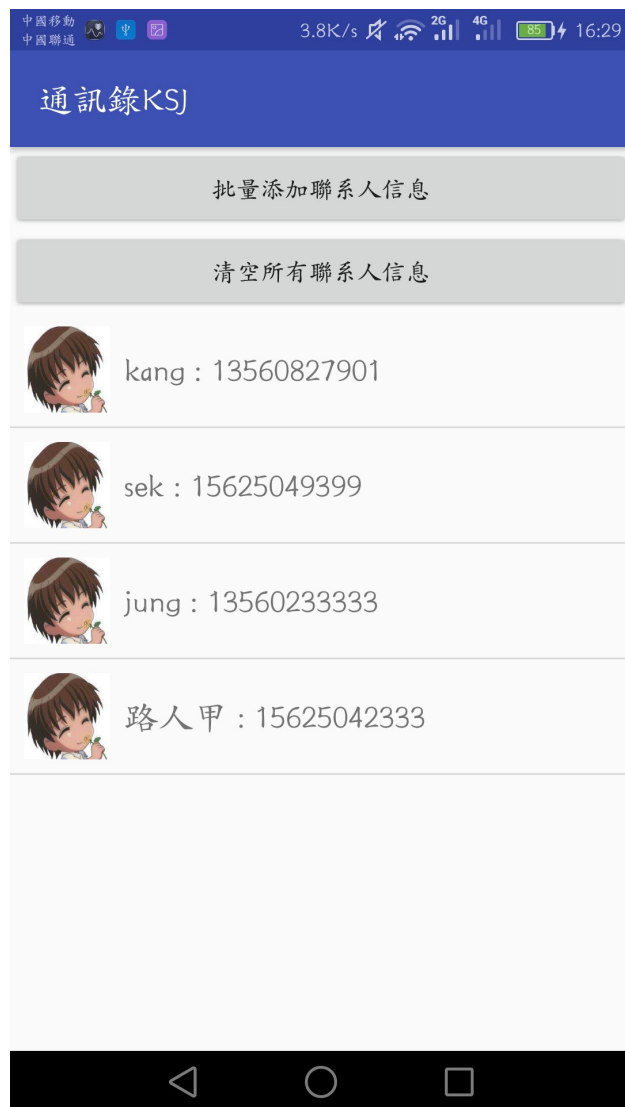 中國移動
中國聯通
3.8K/s 2G 4G 85 16:29
通訊錄KSJ
批量添加聯系人信息
清空所有聯系人信息
kang : 13560827901
sek : 15625049399
jung : 13560233333
路人甲 : 15625042333